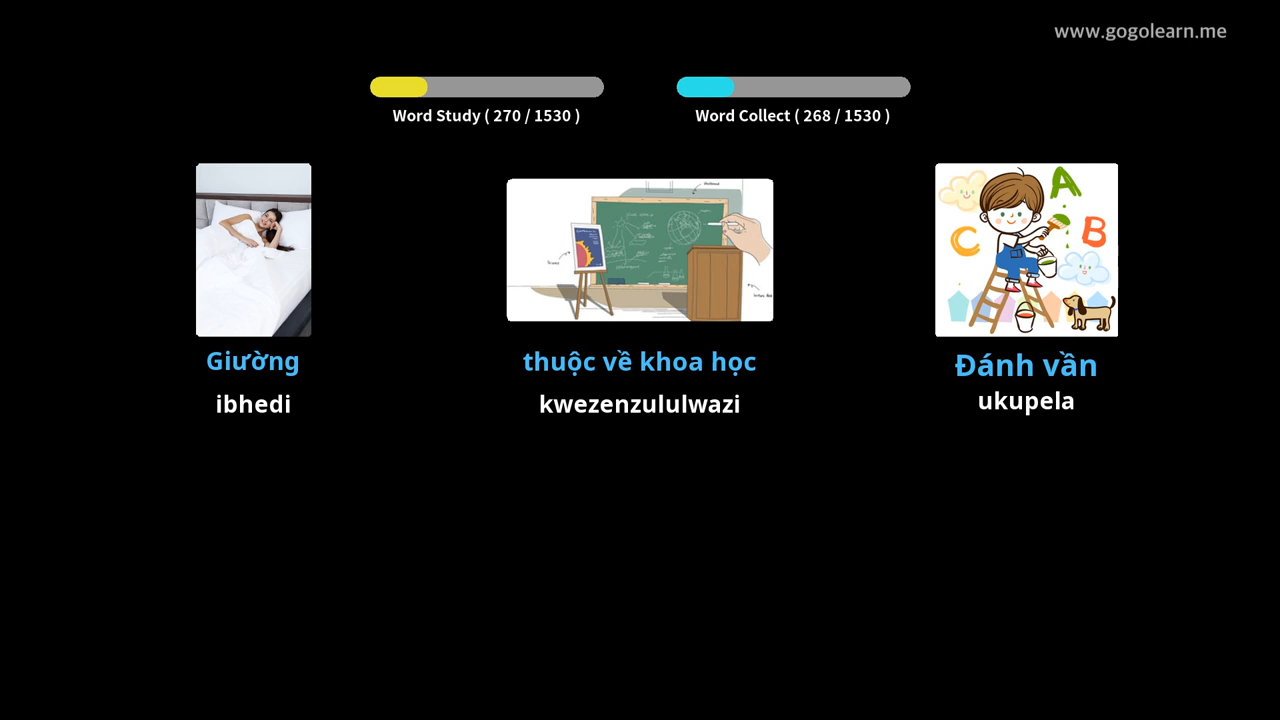 www.gogolearn.me
Word Study ( 270 / 1530 )
Word Collect ( 268 / 1530 )
A
B
C
Giường
thuộc về khoa học
Đánh vần
ibhedi
kwezenzululwazi
ukupela